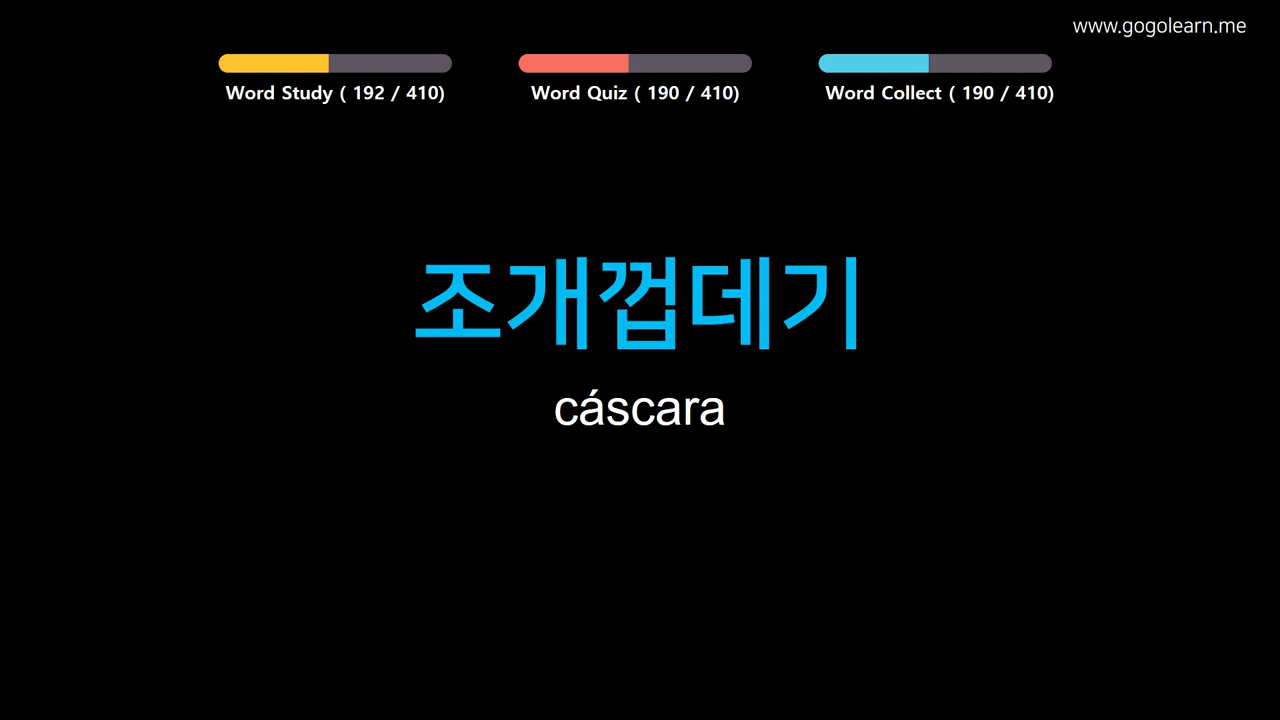 www.gogolearn.me
Word Study ( 192 / 410)
Word Quiz ( 190 / 410)
Word Collect ( 190 / 410)
조개껍데기
cáscara